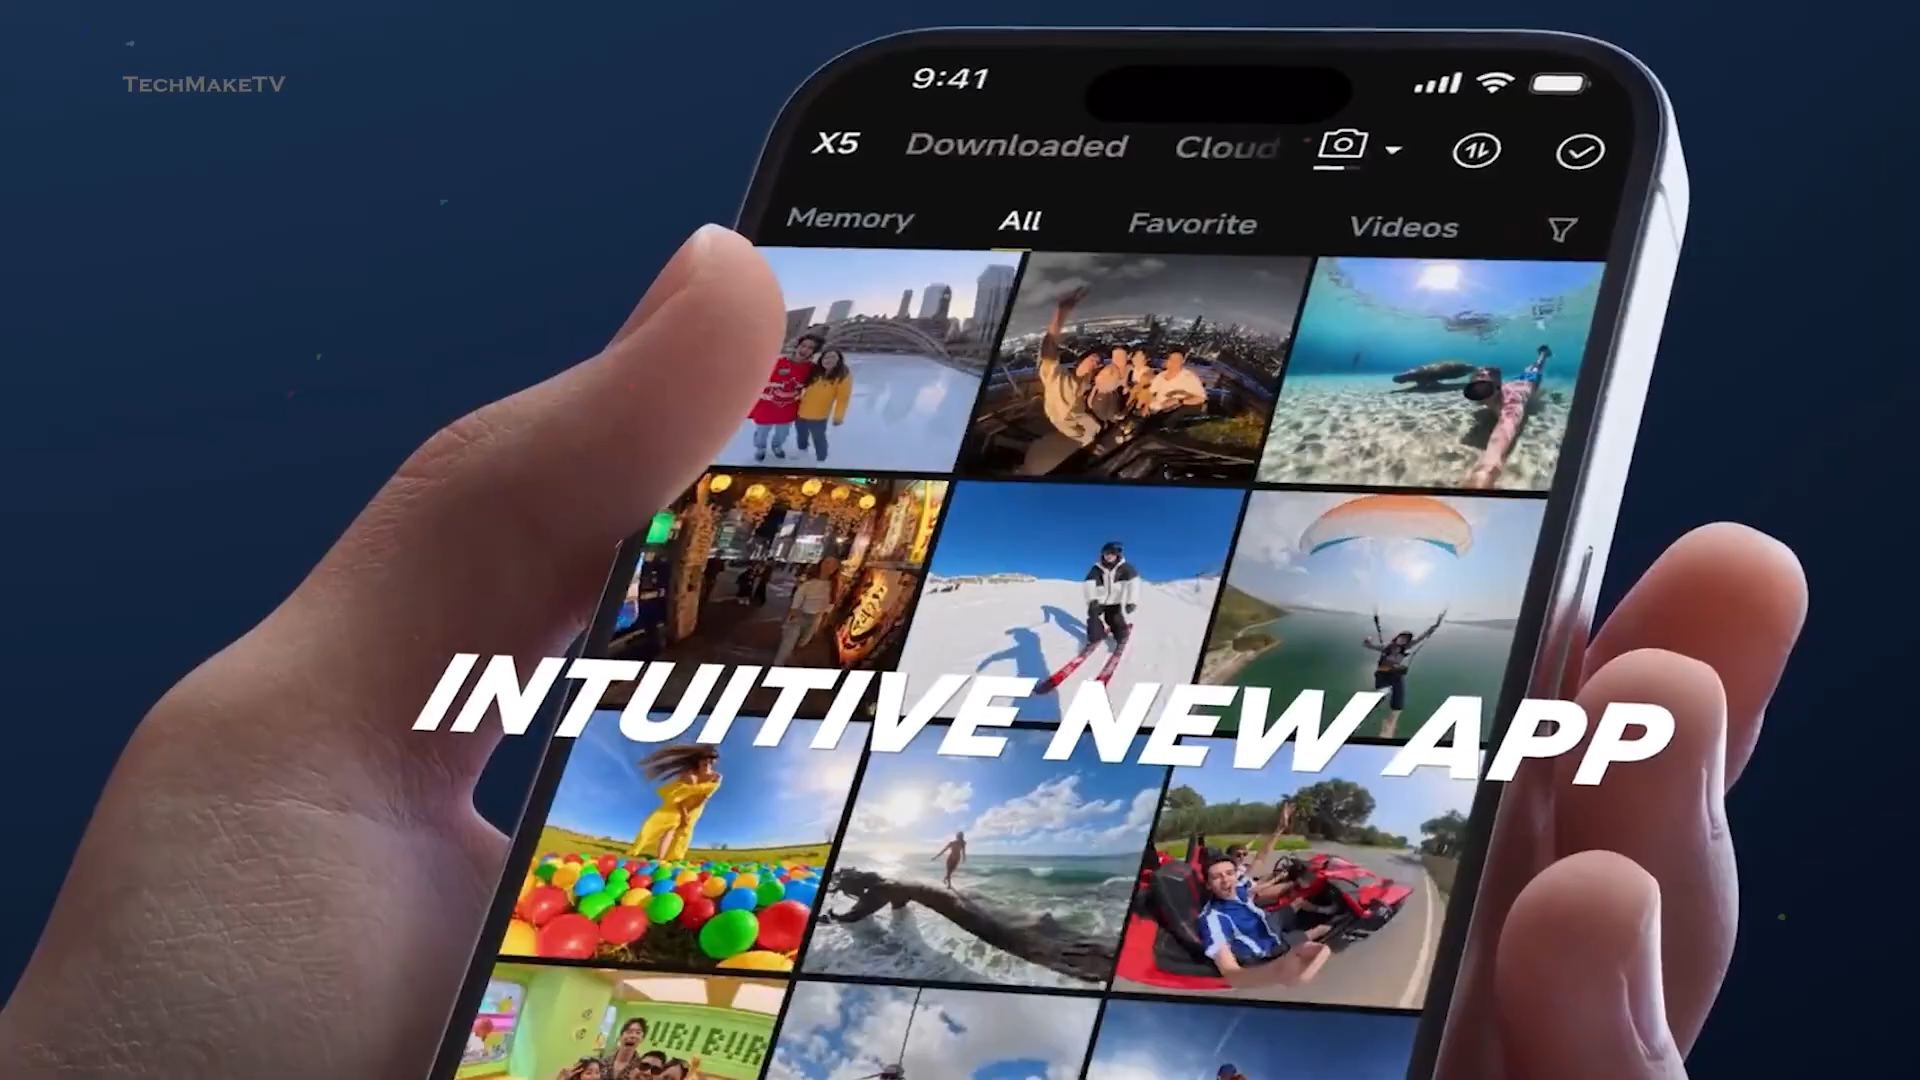 TECHMAKETV
9:41
X5 Downloaded Cloud
Memory All Favorite Videos
INTUITIVE NEW APP